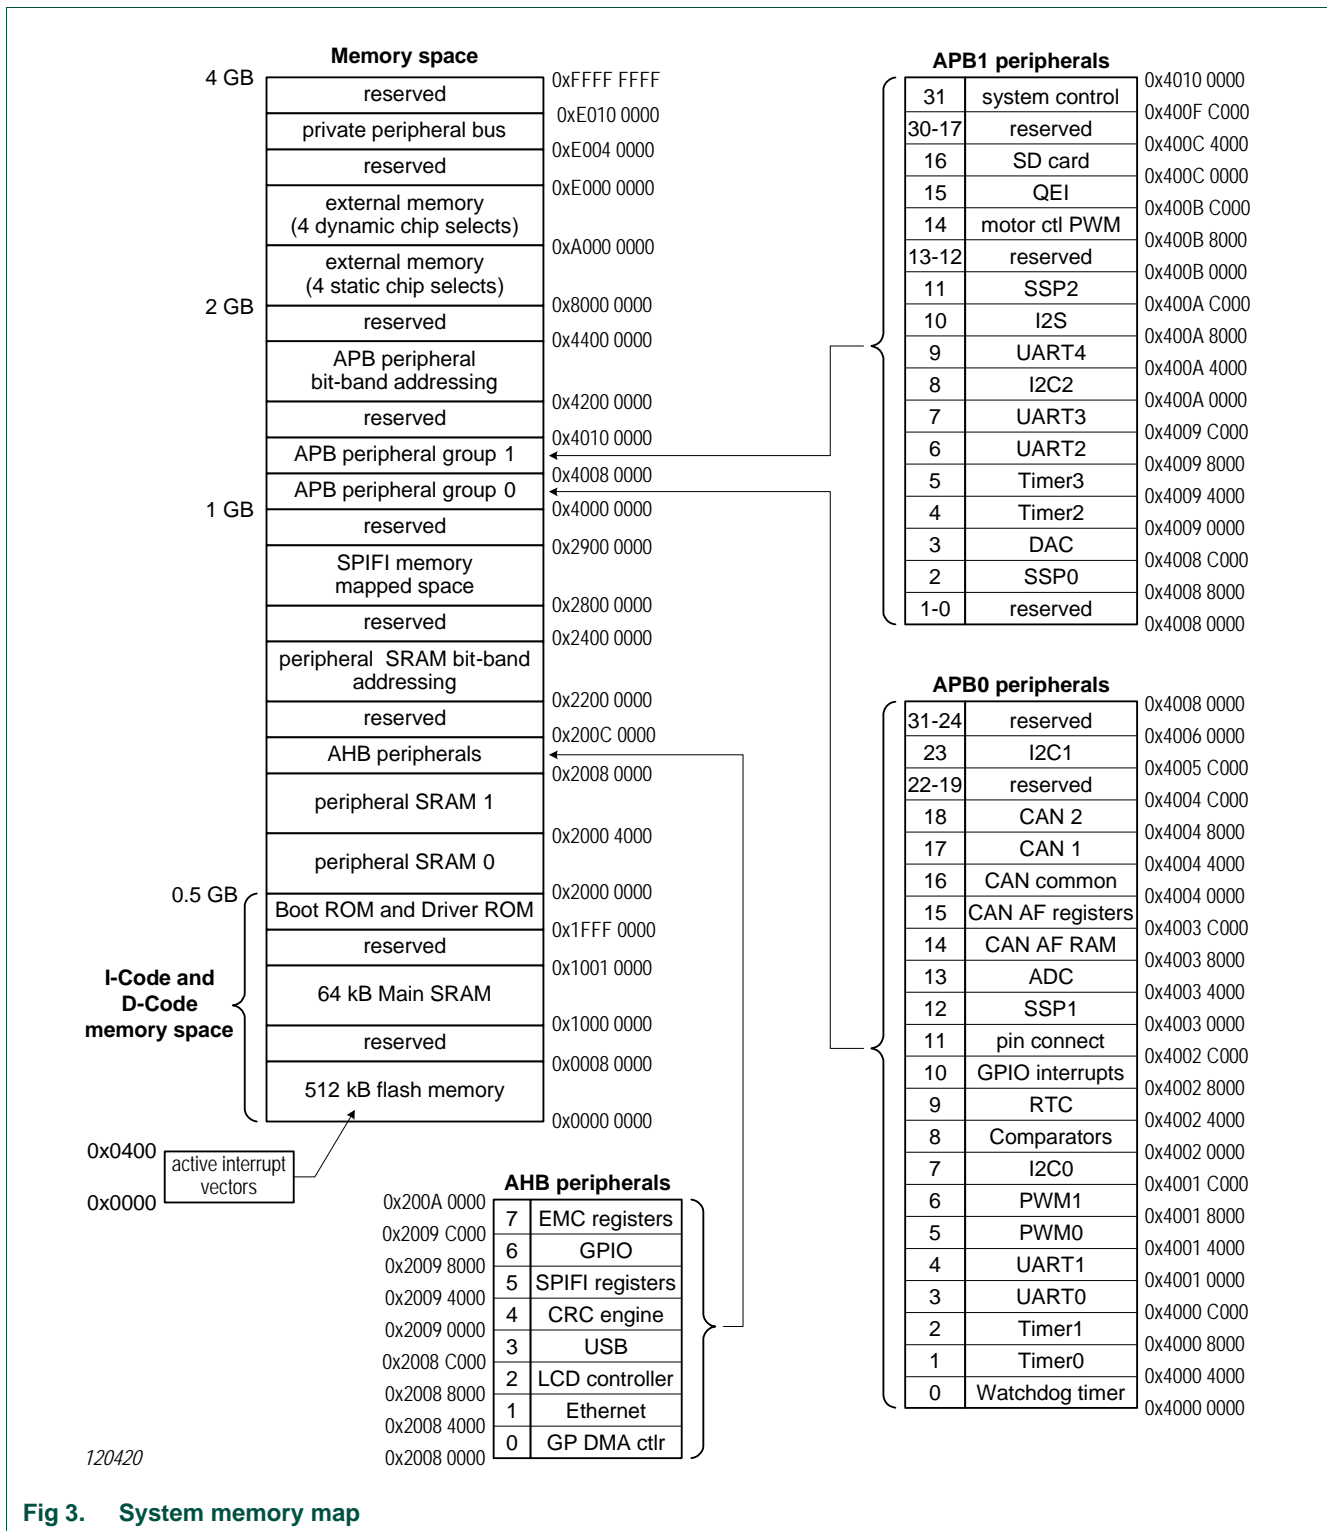 Memory space
4 GB
0xFFFF FFFF
reserved
0xE010 0000
private peripheral bus
0xE004 0000
reserved
0xE000 0000
external memory
(4 dynamic chip selects)
0xA000 0000
external memory
(4 static chip selects)
2 GB
0x8000 0000
reserved
0x4400 0000
APB peripheral
bit-band addressing
0x4200 0000
reserved
0x4010 0000
APB peripheral group 1
0x4008 0000
APB peripheral group 0
1 GB
0x4000 0000
reserved
0x2900 0000
SPIFI memory
mapped space
0x2800 0000
reserved
0x2400 0000
peripheral SRAM bit-band
addressing
0x2200 0000
reserved
0x200C 0000
AHB peripherals
0x2008 0000
peripheral SRAM 1
0x2000 4000
peripheral SRAM 0
0.5 GB
0x2000 0000
Boot ROM and Driver ROM
0x1FFF 0000
reserved
0x1001 0000
I-Code and
D-Code
memory space
64 kB Main SRAM
0x1000 0000
reserved
0x0008 0000
512 kB flash memory
0x0000 0000
0x0400
active interrupt
vectors
0x0000
AHB peripherals
0x200A 0000
7 EMC registers
0x2009 C000
6 GPIO
0x2009 8000
5 SPIFI registers
0x2009 4000
4 CRC engine
0x2009 0000
3 USB
0x2008 C000
2 LCD controller
0x2008 8000
1 Ethernet
0x2008 4000
0 GP DMA ctlr
0x2008 0000
APB1 peripherals
0x4010 0000
31 system control
0x400F C000
30-17 reserved
0x400C 4000
16 SD card
0x400C 0000
15 QEI
0x400B C000
14 motor ctl PWM
0x400B 8000
13-12 reserved
0x400B 0000
11 SSP2
0x400A C000
10 I2S
0x400A 8000
9 UART4
0x400A 4000
8 I2C2
0x400A 0000
7 UART3
0x4009 C000
6 UART2
0x4009 8000
5 Timer3
0x4009 4000
4 Timer2
0x4009 0000
3 DAC
0x4008 C000
2 SSP0
0x4008 8000
1-0 reserved
0x4008 0000
APB0 peripherals
0x4008 0000
31-24 reserved
0x4006 0000
23 I2C1
0x4005 C000
22-19 reserved
0x4004 C000
18 CAN 2
0x4004 8000
17 CAN 1
0x4004 4000
16 CAN common
0x4004 0000
15 CAN AF registers
0x4003 C000
14 CAN AF RAM
0x4003 8000
13 ADC
0x4003 4000
12 SSP1
0x4003 0000
11 pin connect
0x4002 C000
10 GPIO interrupts
0x4002 8000
9 RTC
0x4002 4000
8 Comparators
0x4002 0000
7 I2C0
0x4001 C000
6 PWM1
0x4001 8000
5 PWM0
0x4001 4000
4 UART1
0x4001 0000
3 UART0
0x4000 C000
2 Timer1
0x4000 8000
1 Timer0
0x4000 4000
0 Watchdog timer
0x4000 0000
120420
Fig 3. System memory map